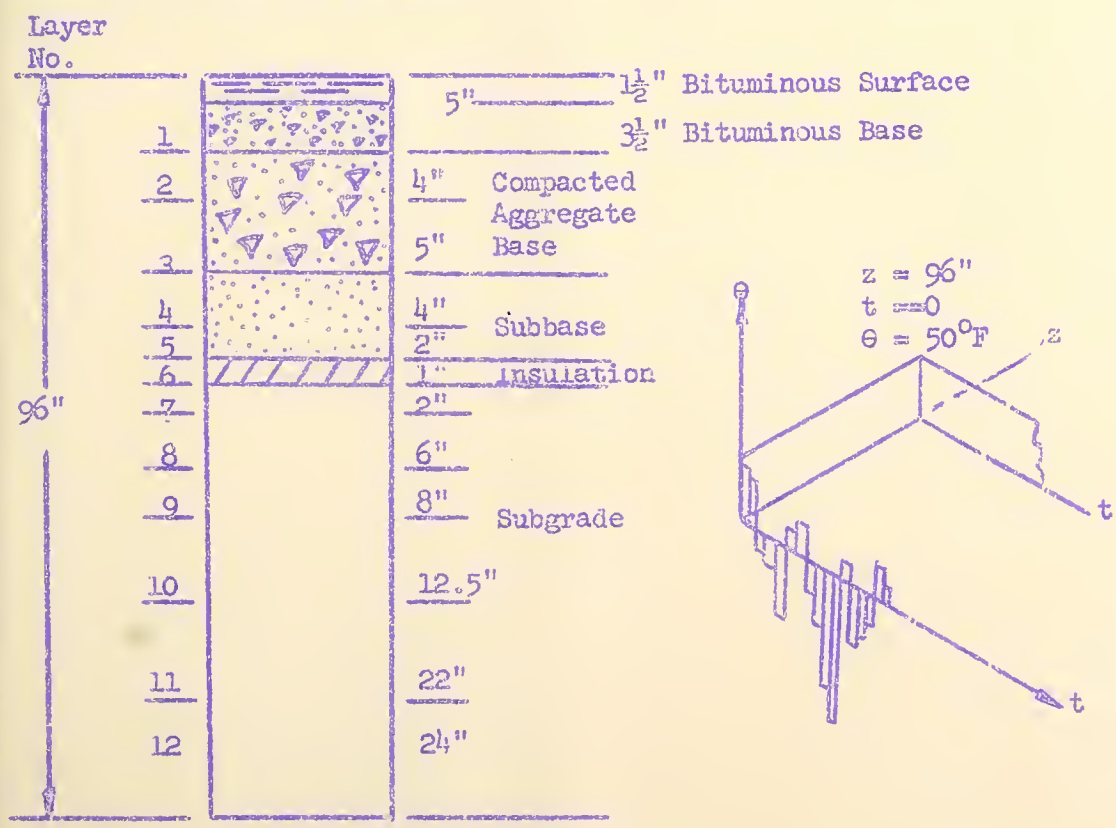 Layer
No.
5" 1½" Bituminous Surface
1 3½" Bituminous Base
2 4" Compacted
Aggregate
3 5" Base
4 4" Subbase
5 2"
6 1" Insulation
96" 7 2"
8 6"
9 8" Subgrade
10 12.5"
11 22"
12 24"
z = 96"
t = 0
θ = 50°F
θ
z
t
t